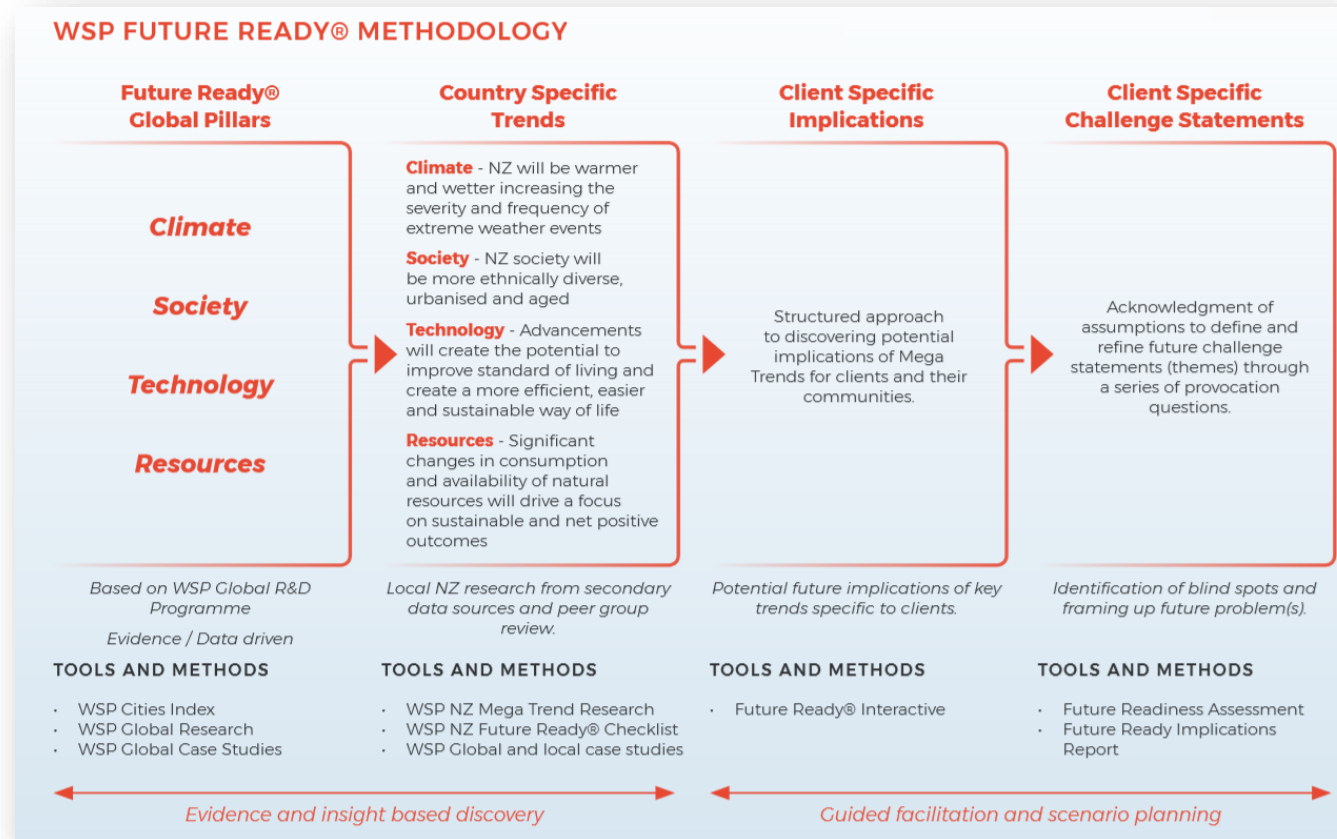 WSP FUTURE READY® METHODOLOGY
Future Ready®
Global Pillars
Climate
Society
Technology
Resources
Based on WSP Global R&D
Programme
Evidence / Data driven
TOOLS AND METHODS
• WSP Cities Index
• WSP Global Research
• WSP Global Case Studies
Country Specific
Trends
Climate - NZ will be warmer
and wetter increasing the
severity and frequency of
extreme weather events
Society - NZ society will
be more ethnically diverse,
urbanised and aged
Technology - Advancements
will create the potential to
improve standard of living and
create a more efficient, easier
and sustainable way of life
Resources - Significant
changes in consumption
and availability of natural
resources will drive a focus
on sustainable and net positive
outcomes
Local NZ research from secondary
data sources and peer group
review.
TOOLS AND METHODS
• WSP NZ Mega Trend Research
• WSP NZ Future Ready® Checklist
• WSP Global and local case studies
Client Specific
Implications
Structured approach
to discovering potential
implications of Mega
Trends for clients and their
communities.
Potential future implications of key
trends specific to clients.
TOOLS AND METHODS
• Future Ready® Interactive
Client Specific
Challenge Statements
Acknowledgment of
assumptions to define and
refine future challenge
statements (themes) through
a series of provocation
questions.
Identification of blind spots and
framing up future problem(s).
TOOLS AND METHODS
• Future Readiness Assessment
• Future Ready Implications
Report
Evidence and insight based discovery
Guided facilitation and scenario planning